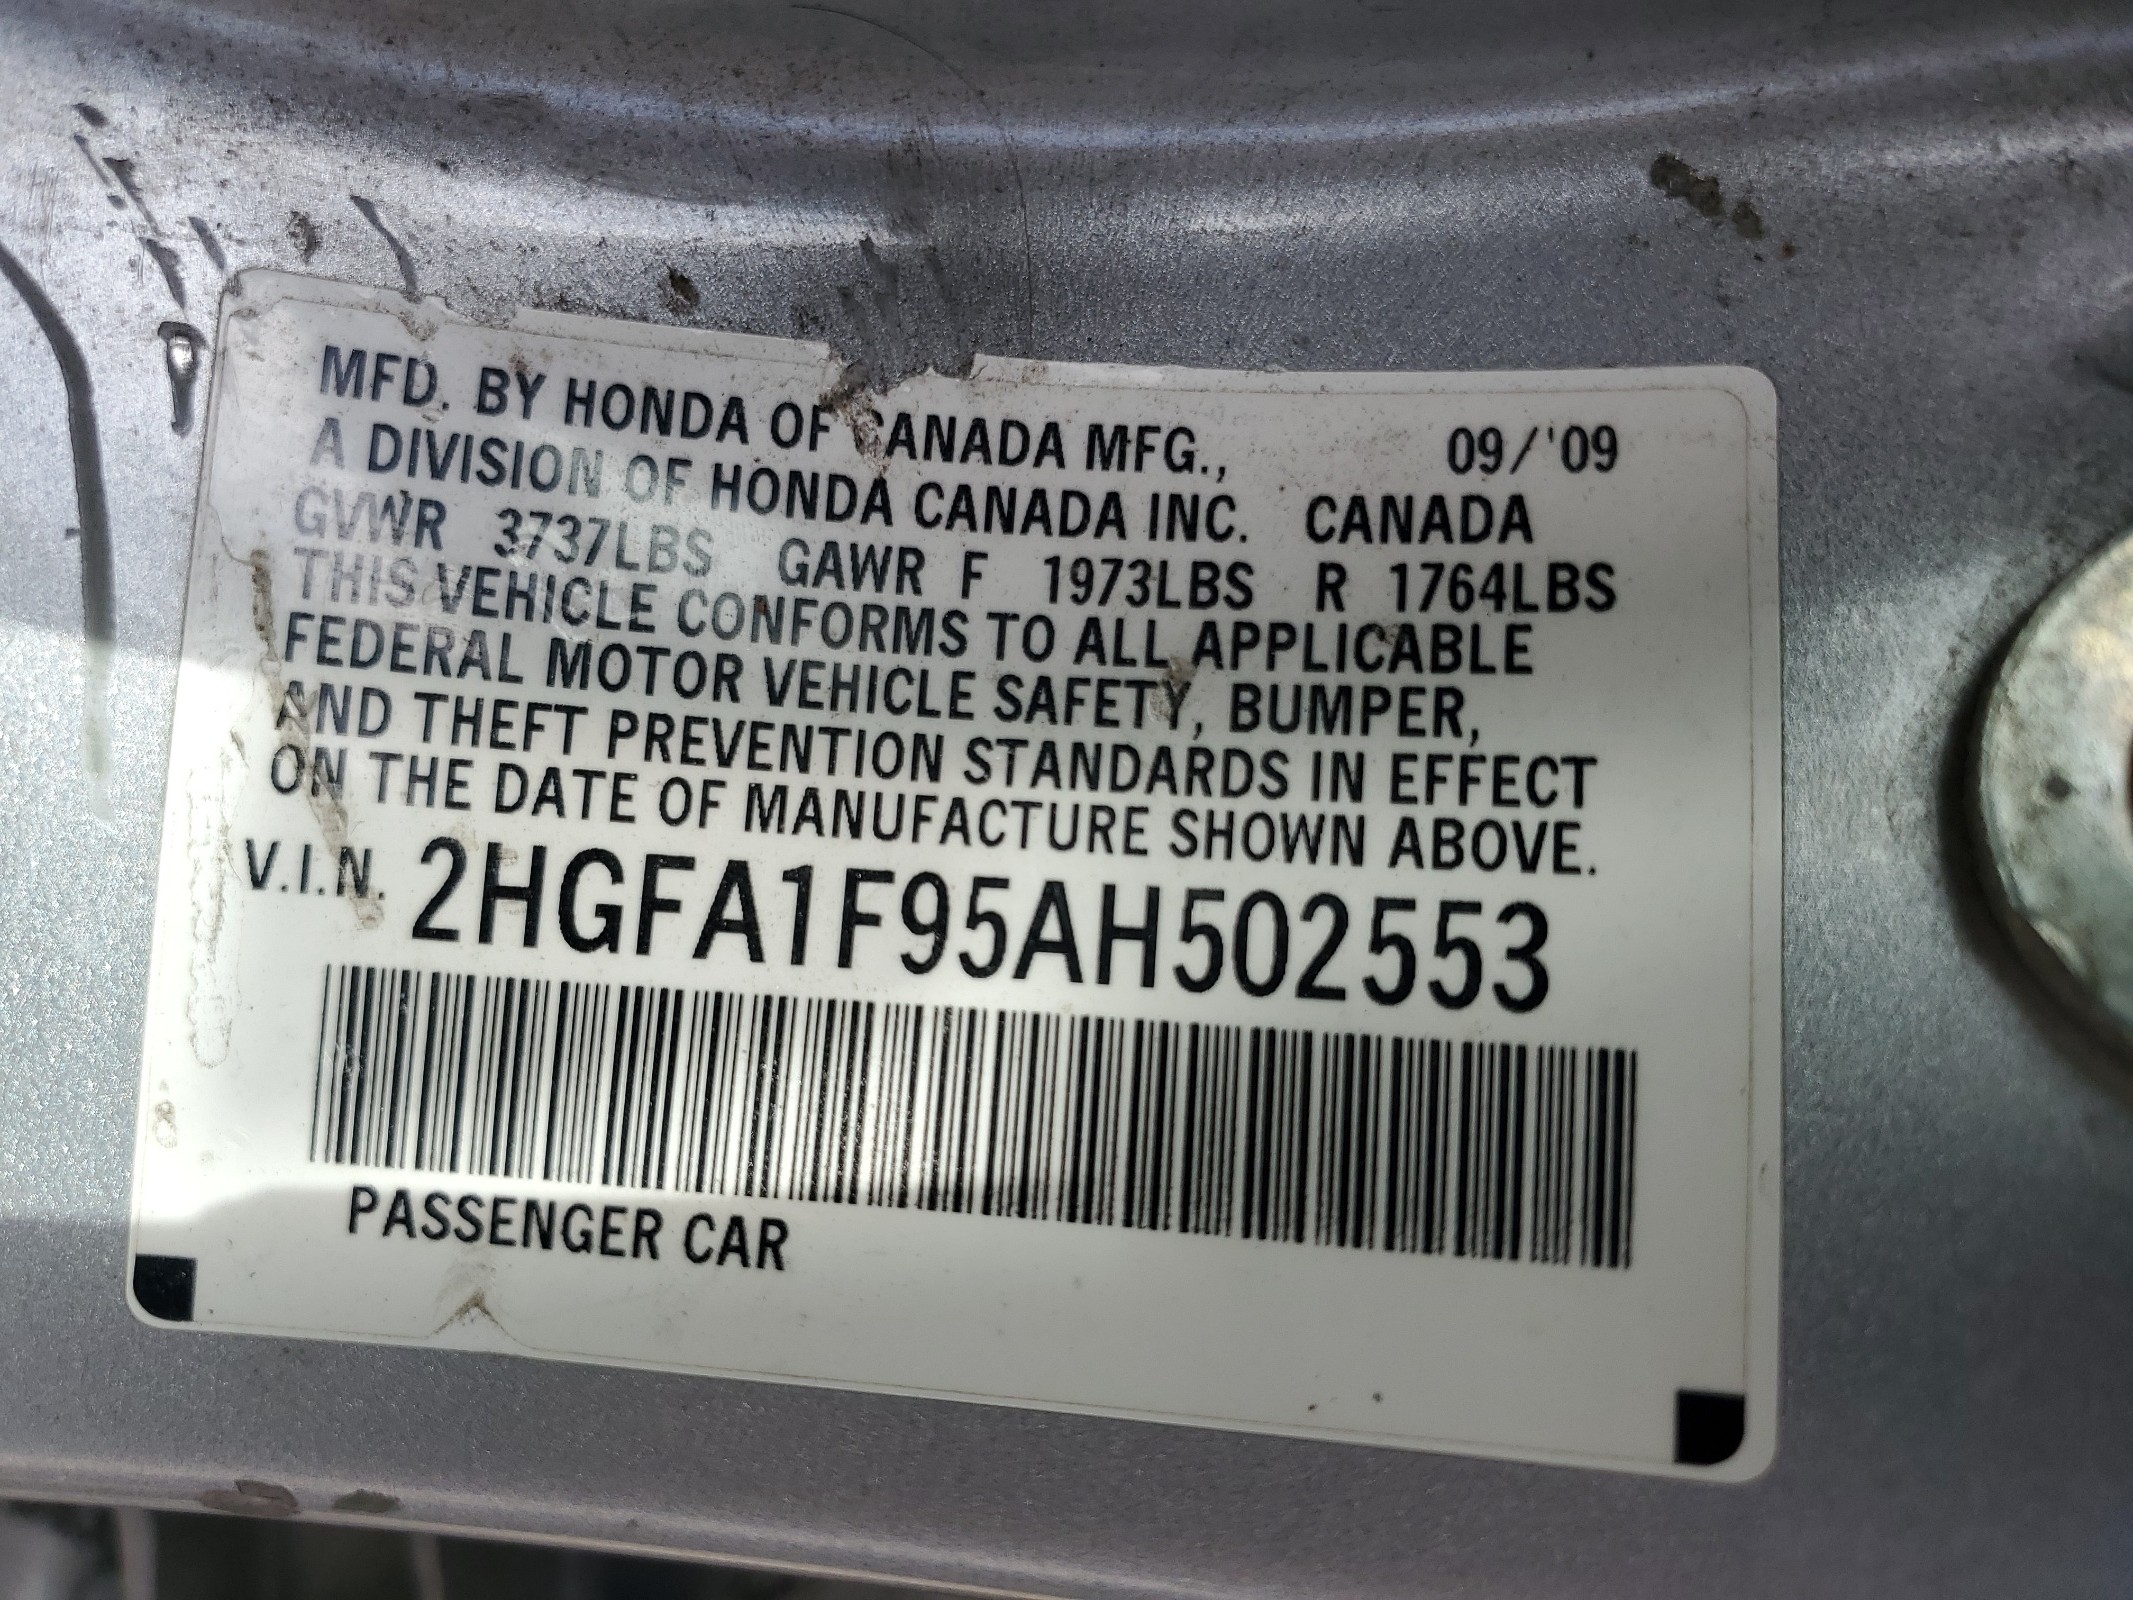 MFD. BY HONDA OF CANADA MFG., 09/'09
A DIVISION OF HONDA CANADA INC. CANADA
GVWR 3737LBS GAWR F 1973LBS R 1764LBS
THIS VEHICLE CONFORMS TO ALL APPLICABLE
FEDERAL MOTOR VEHICLE SAFETY, BUMPER,
AND THEFT PREVENTION STANDARDS IN EFFECT
ON THE DATE OF MANUFACTURE SHOWN ABOVE.
V.I.N. 2HGFA1F95AH502553
PASSENGER CAR